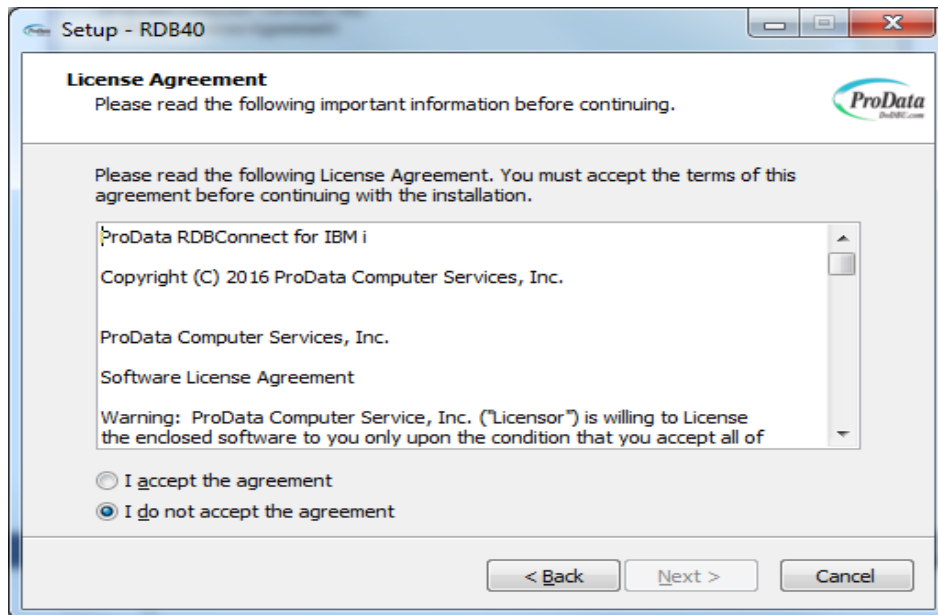 Setup - RDB40
License Agreement
Please read the following important information before continuing.
ProData
DoDBC.com
Please read the following License Agreement. You must accept the terms of this
agreement before continuing with the installation.
ProData RDBConnect for IBM i
Copyright (C) 2016 ProData Computer Services, Inc.
ProData Computer Services, Inc.
Software License Agreement
Warning:  ProData Computer Service, Inc. ("Licensor") is willing to License
the enclosed software to you only upon the condition that you accept all of
I accept the agreement
I do not accept the agreement
< Back
Next >
Cancel